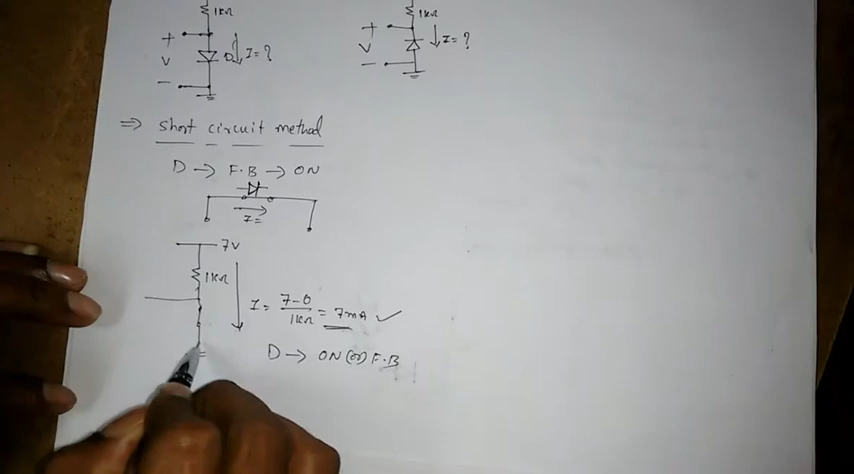 1KΩ
+
V
D
I = ?
−
1KΩ
+
V
I = ?
−
⇒ short circuit method
D → F.B → ON
I =
7V
1KΩ
I = 7-0 / 1KΩ = 7mA ✓
D → ON (or) F.B